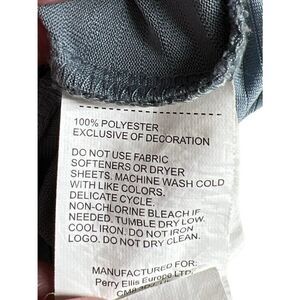 100% POLYESTER
EXCLUSIVE OF DECORATION
DO NOT USE FABRIC
SOFTENERS OR DRYER
SHEETS. MACHINE WASH COLD
WITH LIKE COLORS.
DELICATE CYCLE.
NON-CHLORINE BLEACH IF
NEEDED. TUMBLE DRY LOW.
COOL IRON. DO NOT IRON
LOGO. DO NOT DRY CLEAN.
MANUFACTURED FOR:
Perry Ellis Europe LTD.
CM8